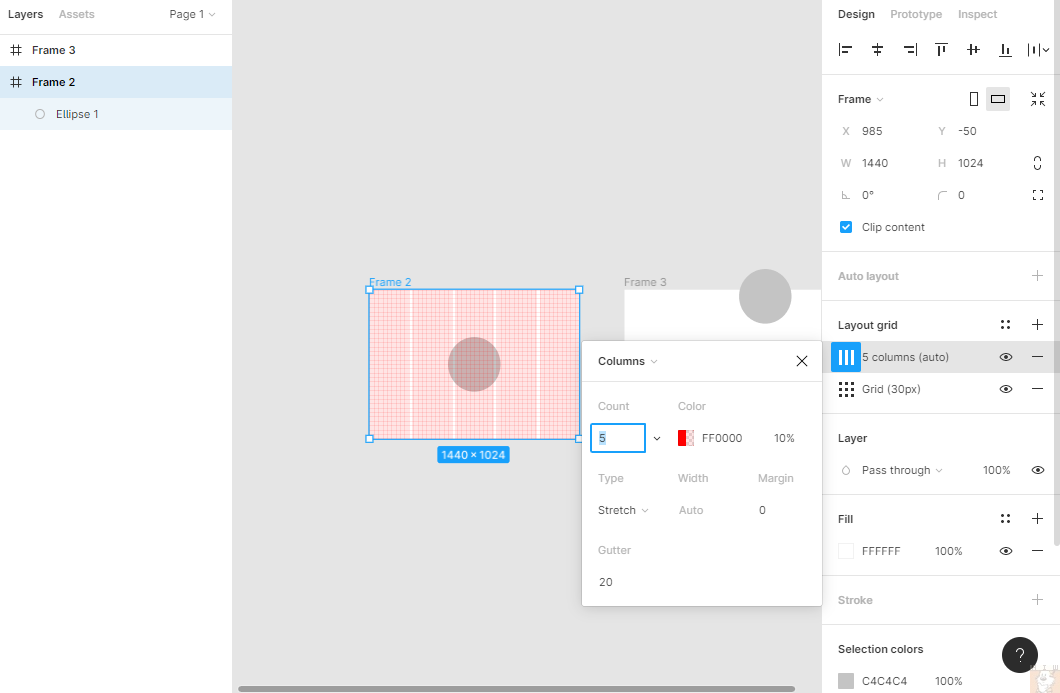 Layers Assets Page 1
Frame 3
Frame 2
Ellipse 1
Frame 2
1440 × 1024
Frame 3
Columns
Count Color
5 FF0000 10%
Type Width Margin
Stretch Auto 0
Gutter
20
Design Prototype Inspect
Frame
X 985 Y -50
W 1440 H 1024
0° 0
Clip content
Auto layout
Layout grid
5 columns (auto)
Grid (30px)
Layer
Pass through 100%
Fill
FFFFFF 100%
Stroke
Selection colors
?
C4C4C4 100%